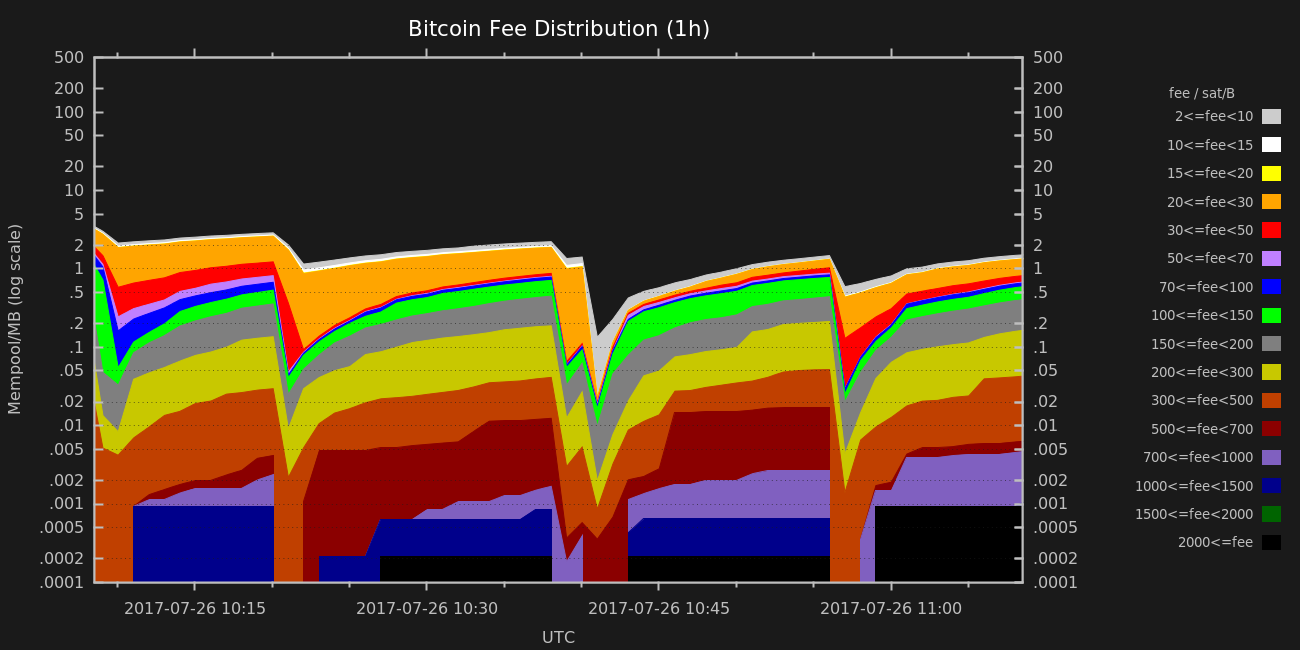 Bitcoin Fee Distribution (1h)
500 500
200 200
100 100
50 50
20 20
10 10
5 5
2 2
1 1
.5 .5
.2 .2
.1 .1
.05 .05
.02 .02
.01 .01
.005 .005
.002 .002
.001 .001
.0005 .0005
.0002 .0002
.0001 .0001
Mempool/MB (log scale)
2017-07-26 10:15 2017-07-26 10:30 2017-07-26 10:45 2017-07-26 11:00
UTC
fee / sat/B
2<=fee<10
10<=fee<15
15<=fee<20
20<=fee<30
30<=fee<50
50<=fee<70
70<=fee<100
100<=fee<150
150<=fee<200
200<=fee<300
300<=fee<500
500<=fee<700
700<=fee<1000
1000<=fee<1500
1500<=fee<2000
2000<=fee